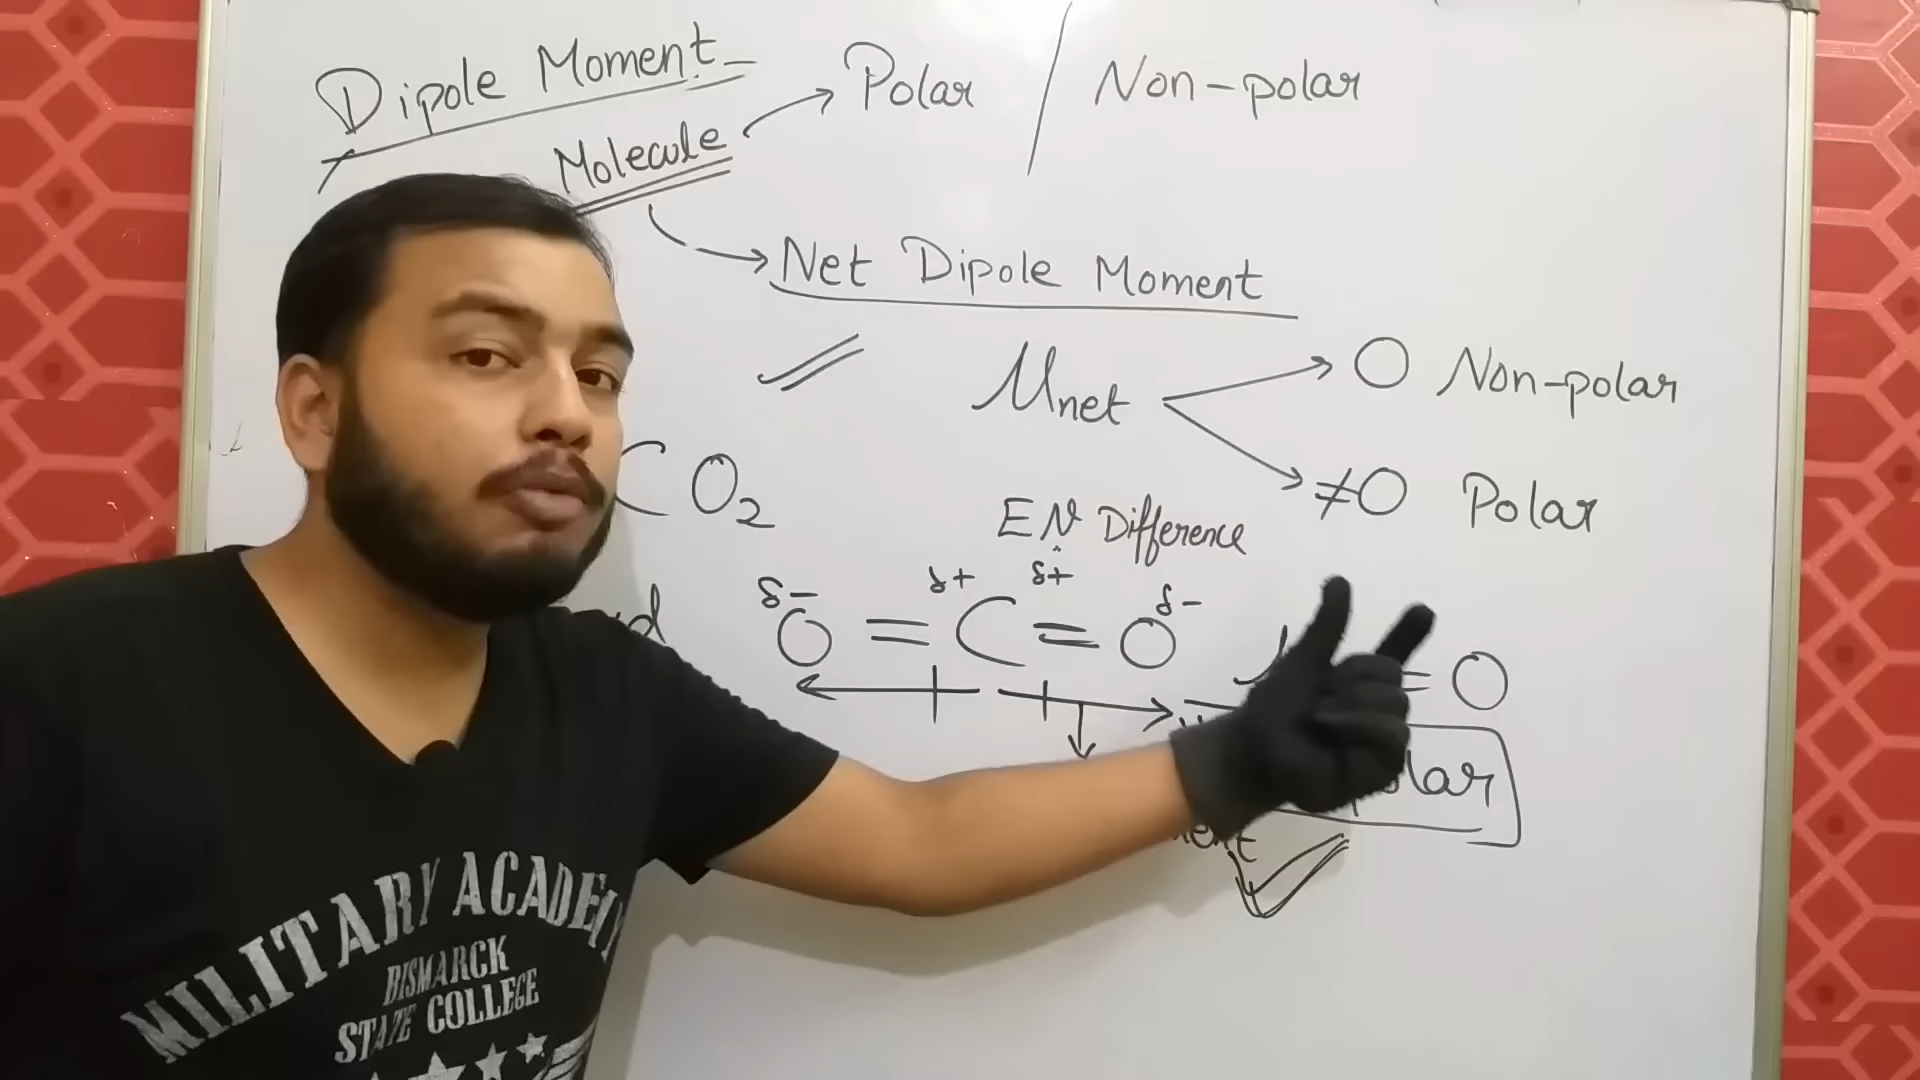 Dipole Moment
Polar / Non-polar
Molecule
Net Dipole Moment
Mnet
O Non-polar
≠O Polar
CO2
EN Difference
δ- δ+ δ+ δ-
O = C = O
= O
MILITARY ACADEMY
BISMARCK
STATE COLLEGE